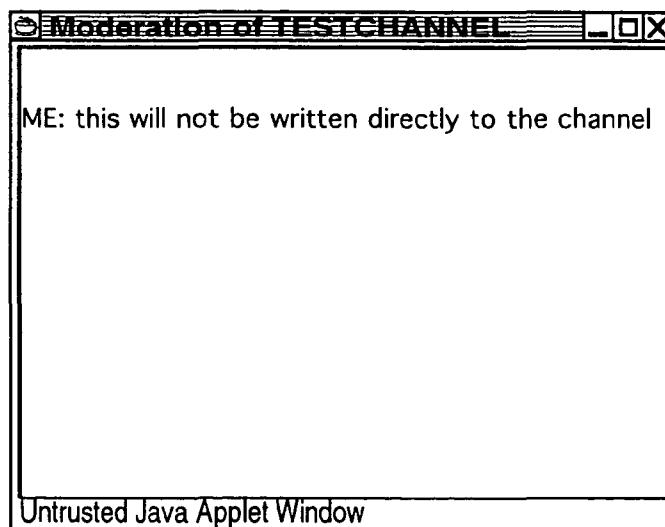 Moderation of TESTCHANNEL
ME: this will not be written directly to the channel
Untrusted Java Applet Window